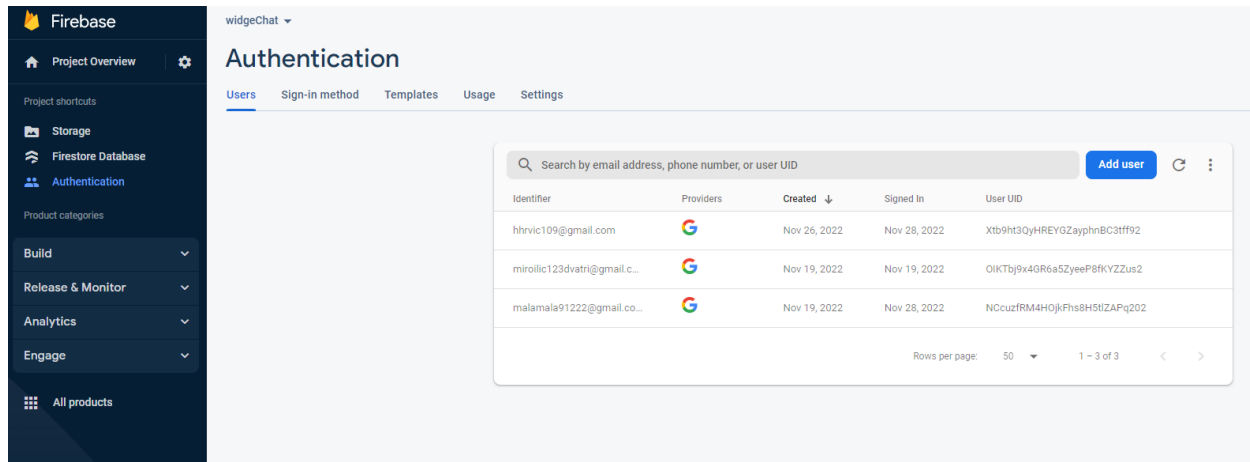 Firebase
Project Overview
Project shortcuts
Storage
Firestore Database
Authentication
Product categories
Build
Release & Monitor
Analytics
Engage
All products
widgeChat
Authentication
Users Sign-in method Templates Usage Settings
Search by email address, phone number, or user UID Add user
Identifier Providers Created Signed In User UID
hhrvic109@gmail.com Nov 26, 2022 Nov 28, 2022 Xtb9ht3QyHREYGZayphnBC3tff92
miroilic123dvatri@gmail.c... Nov 19, 2022 Nov 19, 2022 OIKTbj9x4GR6a5ZyeeP8fKYZZus2
malamala91222@gmail.co... Nov 19, 2022 Nov 28, 2022 NCcuzfRM4HOjkFhs8H5tlZAPq202
Rows per page: 50 1 – 3 of 3